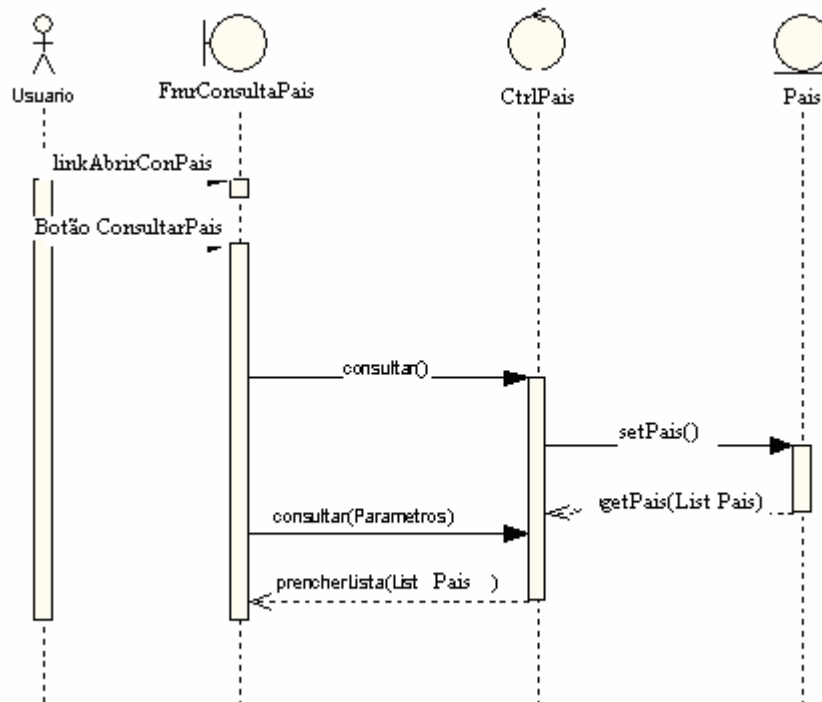 Usuario
FmrConsultaPais
CtrlPais
Pais
linkAbrirConPais
Botão ConsultarPais
consultar()
setPais()
getPais(List Pais)
consultar(Parametros)
prencherLista(List Pais )